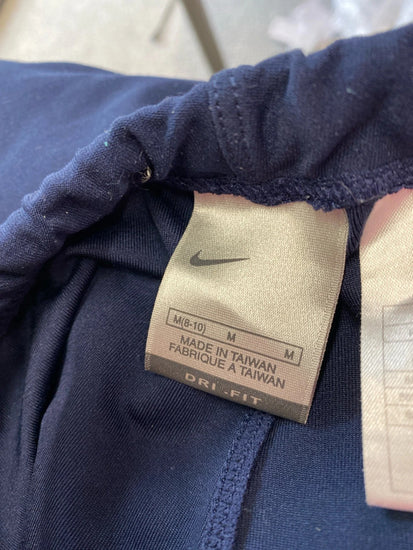 M(8-10) M M
MADE IN TAIWAN
FABRIQUE A TAIWAN
DRI-FIT